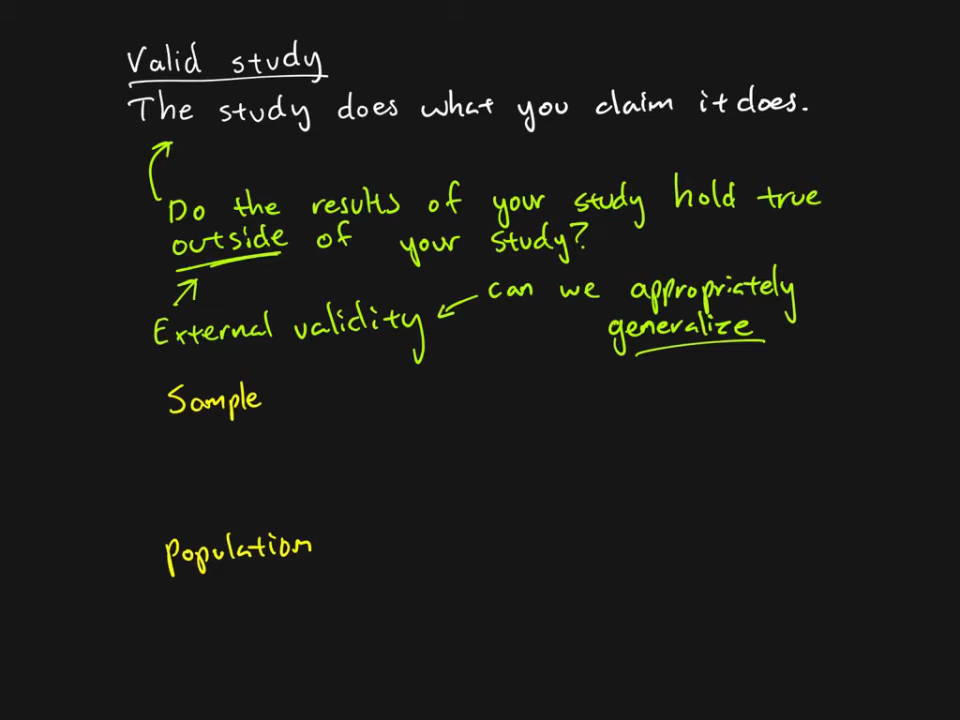 Valid study
The study does what you claim it does.
Do the results of your study hold true
outside of your study?
can we appropriately
generalize
External validity
Sample
population